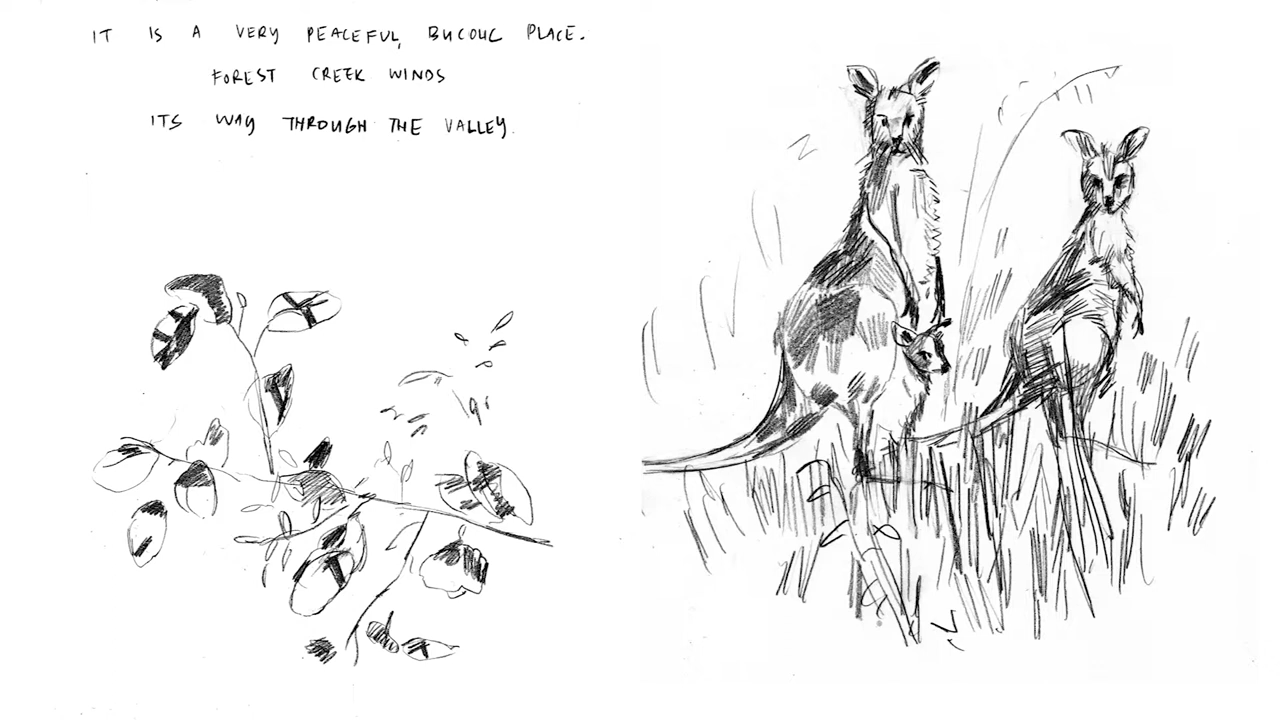 IT IS A VERY PEACEFUL, BUCOLIC PLACE.
FOREST CREEK WINDS
ITS WAY THROUGH THE VALLEY.